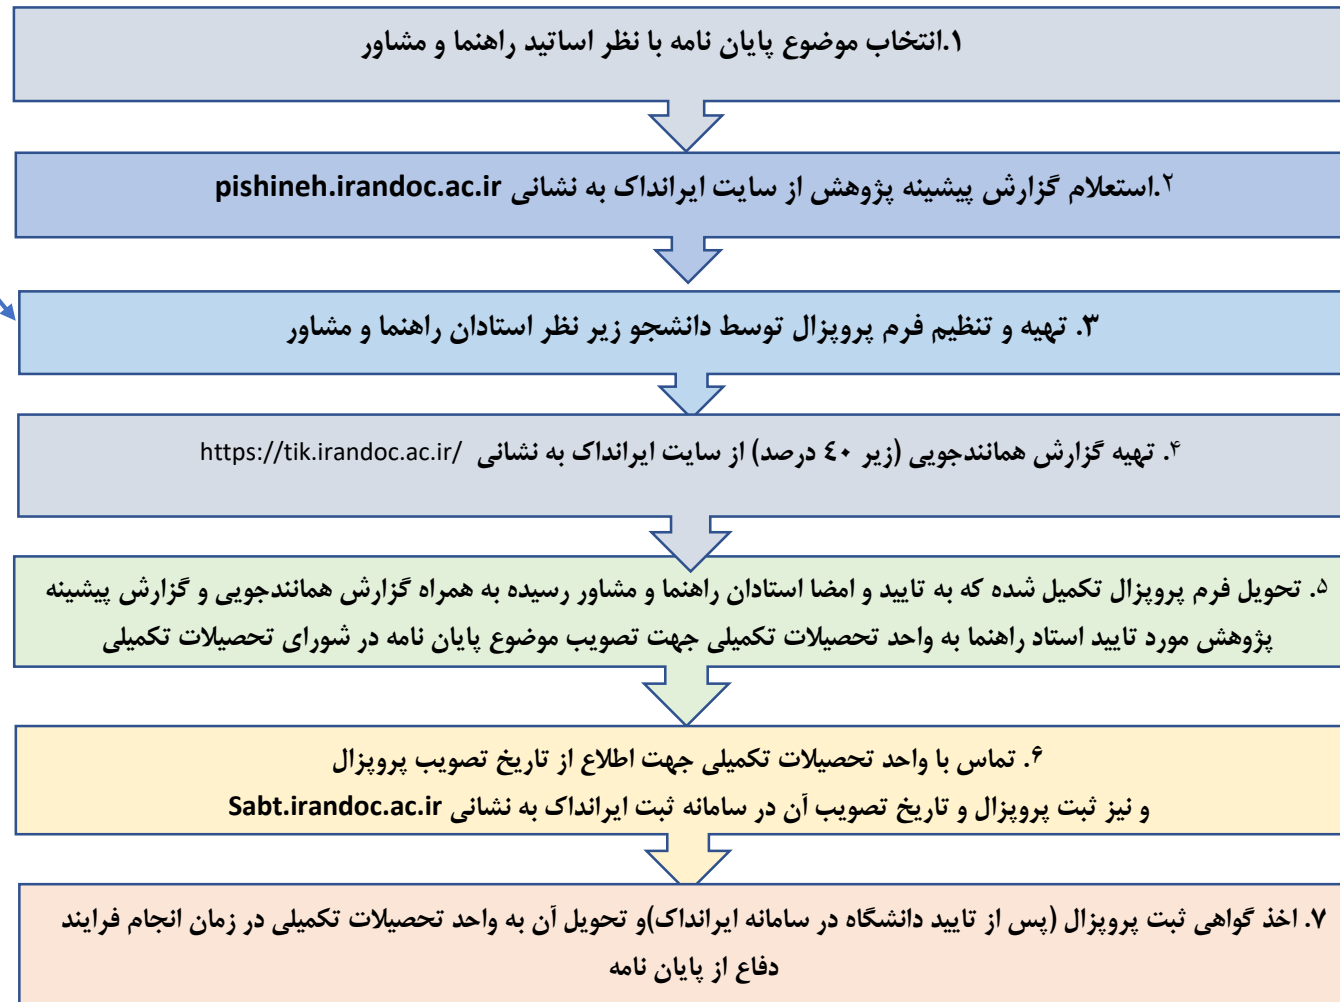 ۱.انتخاب موضوع پایان نامه با نظر اساتید راهنما و مشاور
۲.استعلام گزارش پیشینه پژوهش از سایت ایرانداک به نشانی pishineh.irandoc.ac.ir
۳. تهیه و تنظیم فرم پروپزال توسط دانشجو زیر نظر استادان راهنما و مشاور
۴. تهیه گزارش همانندجویی (زیر ٤٠ درصد) از سایت ایرانداک به نشانی https://tik.irandoc.ac.ir/
۵. تحویل فرم پروپزال تکمیل شده که به تایید و امضا استادان راهنما و مشاور رسیده به همراه گزارش همانندجویی و گزارش پیشینه
پژوهش مورد تایید استاد راهنما به واحد تحصیلات تکمیلی جهت تصویب موضوع پایان نامه در شورای تحصیلات تکمیلی
۶. تماس با واحد تحصیلات تکمیلی جهت اطلاع از تاریخ تصویب پروپزال
و نیز ثبت پروپزال و تاریخ تصویب آن در سامانه ثبت ایرانداک به نشانی Sabt.irandoc.ac.ir
۷. اخذ گواهی ثبت پروپزال (پس از تایید دانشگاه در سامانه ایرانداک)و تحویل آن به واحد تحصیلات تکمیلی در زمان انجام فرایند
دفاع از پایان نامه